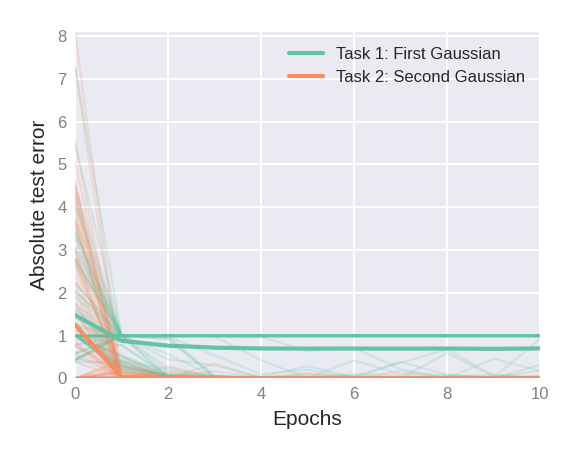 8
7
6
5
4
3
2
1
0
Absolute test error
Task 1: First Gaussian
Task 2: Second Gaussian
0 2 4 6 8 10
Epochs